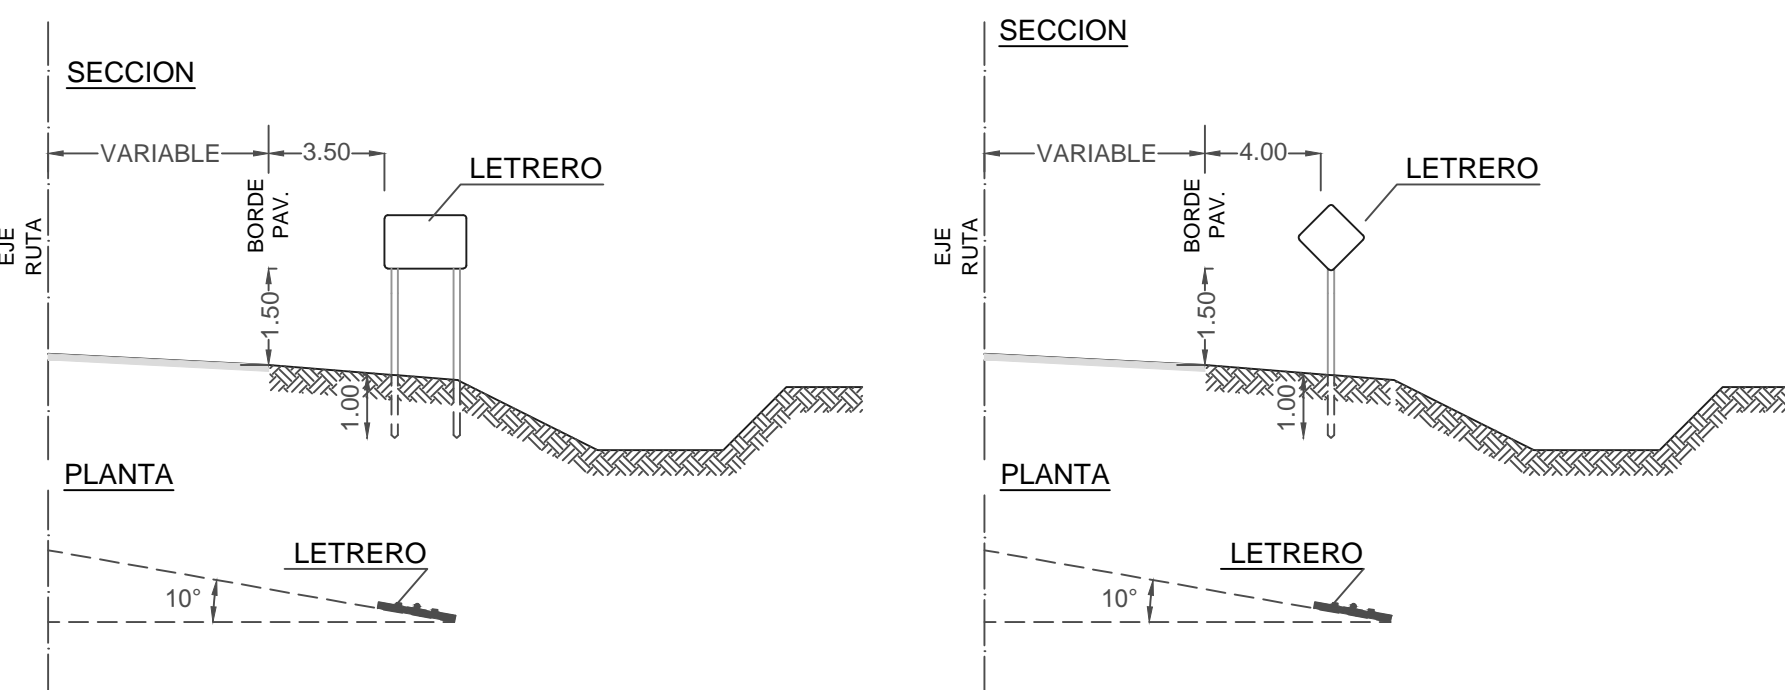 SECCION
VARIABLE
3.50
LETRERO
BORDE
PAV.
EJE
RUTA
1.50
1.00
PLANTA
LETRERO
10°
SECCION
VARIABLE
4.00
LETRERO
BORDE
PAV.
EJE
RUTA
1.50
1.00
PLANTA
LETRERO
10°